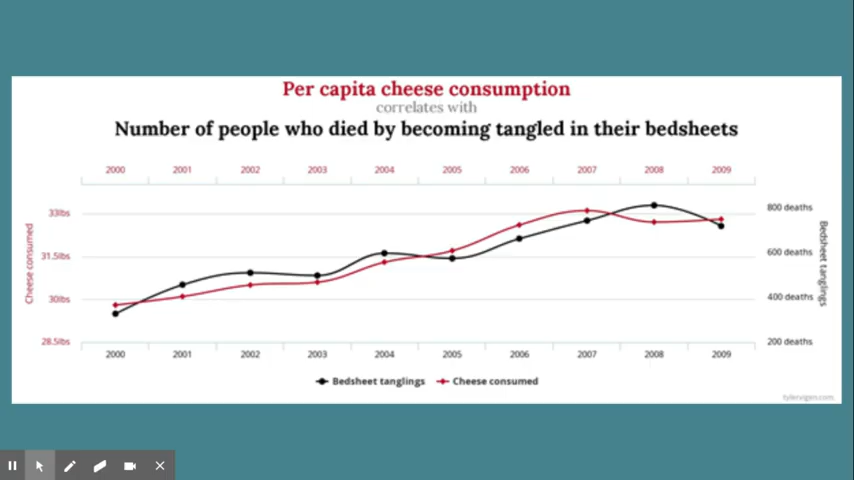 Per capita cheese consumption
correlates with
Number of people who died by becoming tangled in their bedsheets
2000 2001 2002 2003 2004 2005 2006 2007 2008 2009
33lbs
31.5lbs
30lbs
28.5lbs
Cheese consumed
800 deaths
600 deaths
400 deaths
200 deaths
Bedsheet tanglings
2000 2001 2002 2003 2004 2005 2006 2007 2008 2009
Bedsheet tanglings Cheese consumed
tylervigen.com